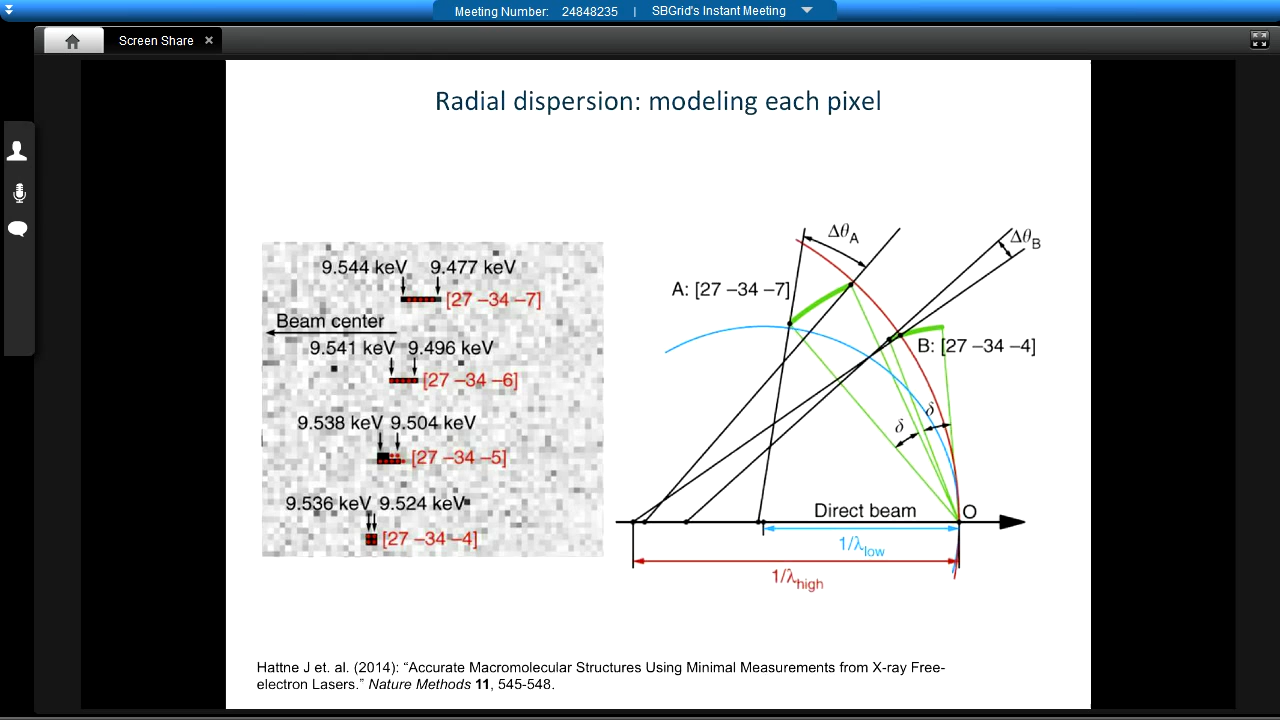 Meeting Number: 24848235 | SBGrid's Instant Meeting
Screen Share ×
Radial dispersion: modeling each pixel
9.544 keV 9.477 keV
[27 –34 –7]
Beam center
9.541 keV 9.496 keV
[27 –34 –6]
9.538 keV 9.504 keV
[27 –34 –5]
9.536 keV 9.524 keV
[27 –34 –4]
ΔθA
ΔθB
A: [27 –34 –7]
B: [27 –34 –4]
δ
δ
Direct beam
O
1/λlow
1/λhigh
Hattne J et. al. (2014): “Accurate Macromolecular Structures Using Minimal Measurements from X-ray Free-
electron Lasers.” Nature Methods 11, 545-548.